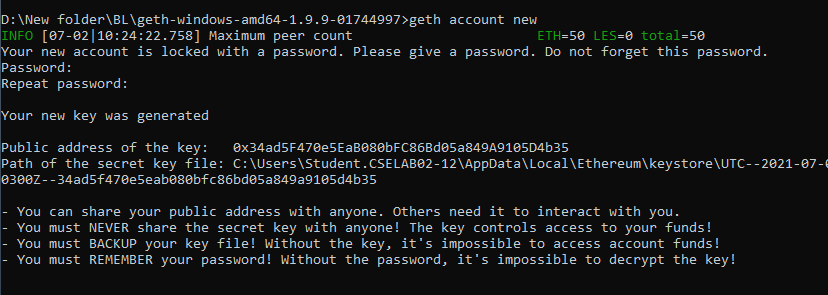 D:\New folder\BL\geth-windows-amd64-1.9.9-01744997>geth account new
INFO [07-02|10:24:22.758] Maximum peer count ETH=50 LES=0 total=50
Your new account is locked with a password. Please give a password. Do not forget this password.
Password:
Repeat password:
Your new key was generated
Public address of the key: 0x34ad5F470e5EaB080bFC86Bd05a849A9105D4b35
Path of the secret key file: C:\Users\Student.CSELAB02-12\AppData\Local\Ethereum\keystore\UTC--2021-07-0
0300Z--34ad5f470e5eab080bfc86bd05a849a9105d4b35
- You can share your public address with anyone. Others need it to interact with you.
- You must NEVER share the secret key with anyone! The key controls access to your funds!
- You must BACKUP your key file! Without the key, it's impossible to access account funds!
- You must REMEMBER your password! Without the password, it's impossible to decrypt the key!